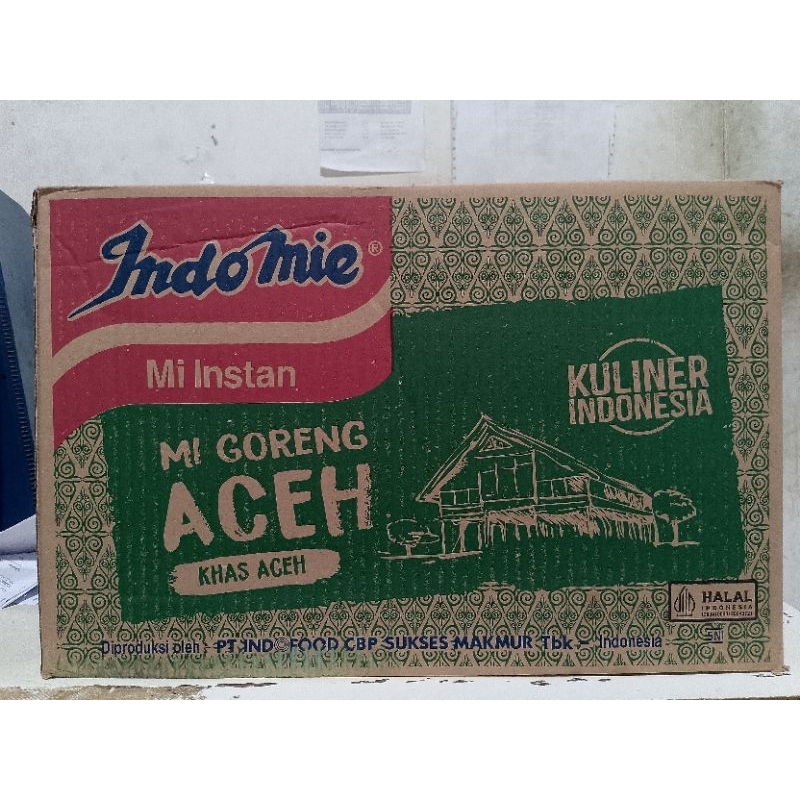 Indomie®
Mi Instan
KULINER
INDONESIA
MI GORENG
ACEH
KHAS ACEH
HALAL
INDONESIA
Diproduksi oleh : PT INDOFOOD CBP SUKSES MAKMUR Tbk – Indonesia
SNI